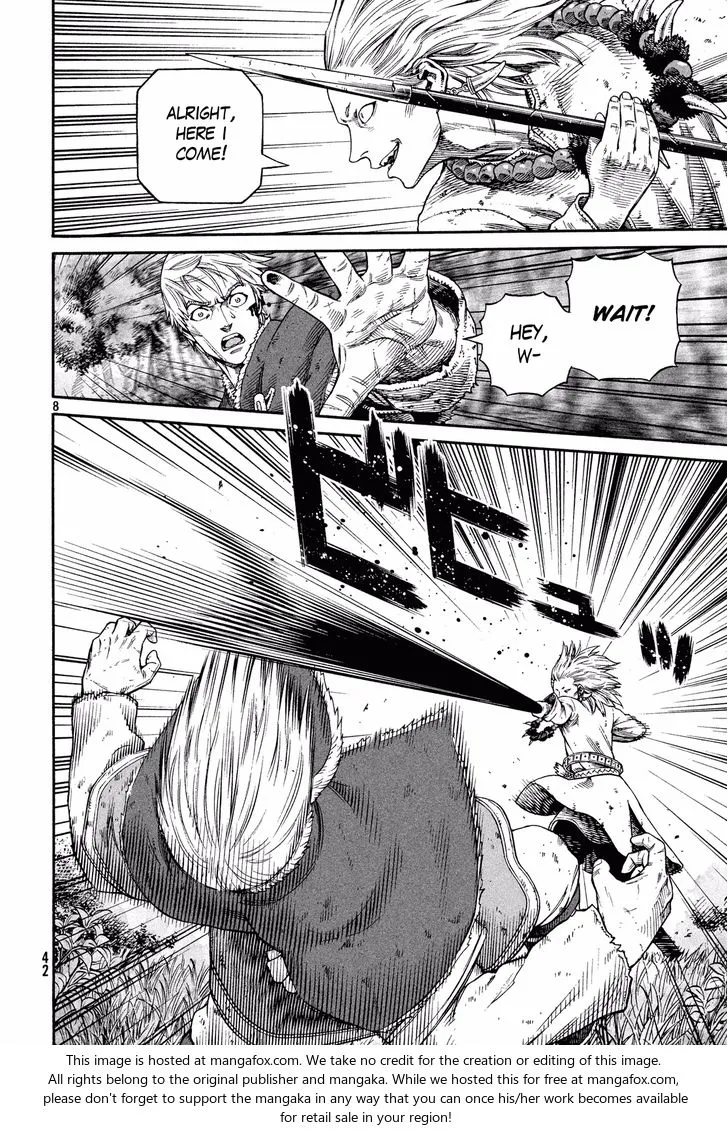 ALRIGHT,
HERE I
COME!
WAIT!
HEY,
W-
8
ビヒュッ
42
This image is hosted at mangafox.com. We take no credit for the creation or editing of this image.
All rights belong to the original publisher and mangaka. While we hosted this for free at mangafox.com,
please don't forget to support the mangaka in any way that you can once his/her work becomes available
for retail sale in your region!